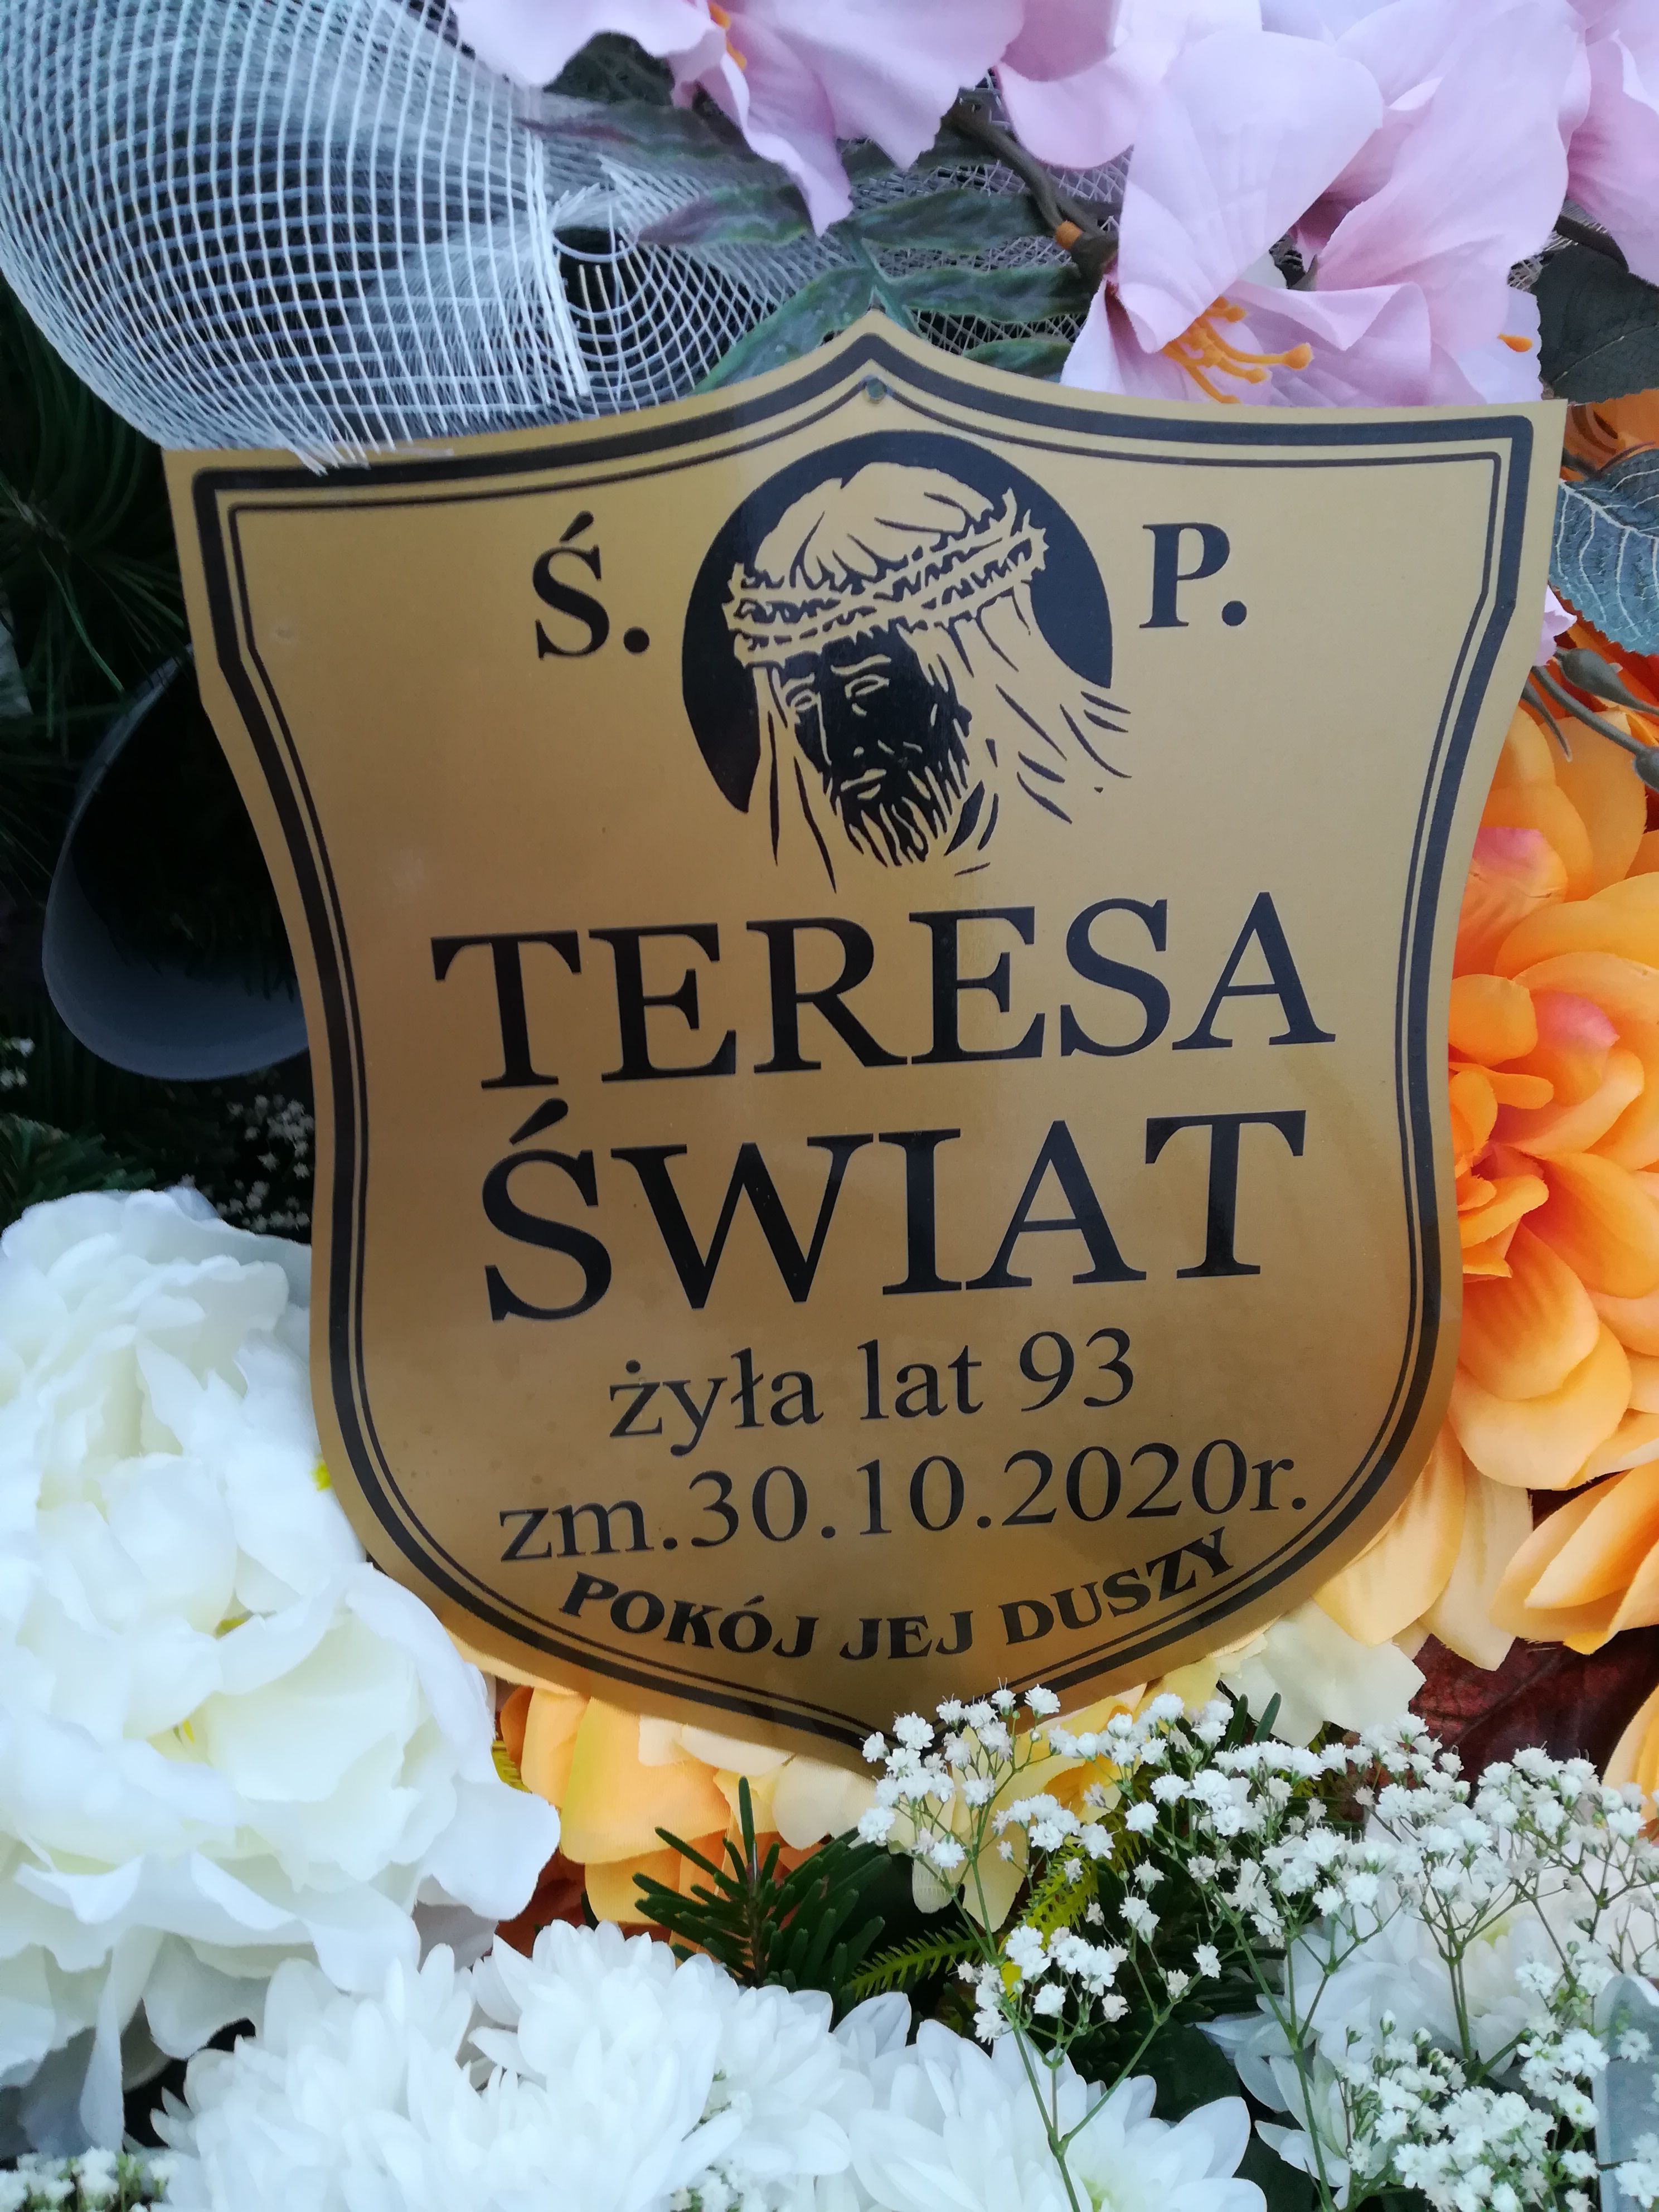 Ś. P.
TERESA
ŚWIAT
żyła lat 93
zm.30.10.2020r.
POKÓJ JEJ DUSZY